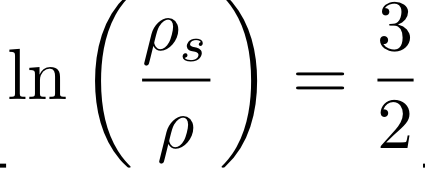 ln(ρ_s/ρ) = 3/2